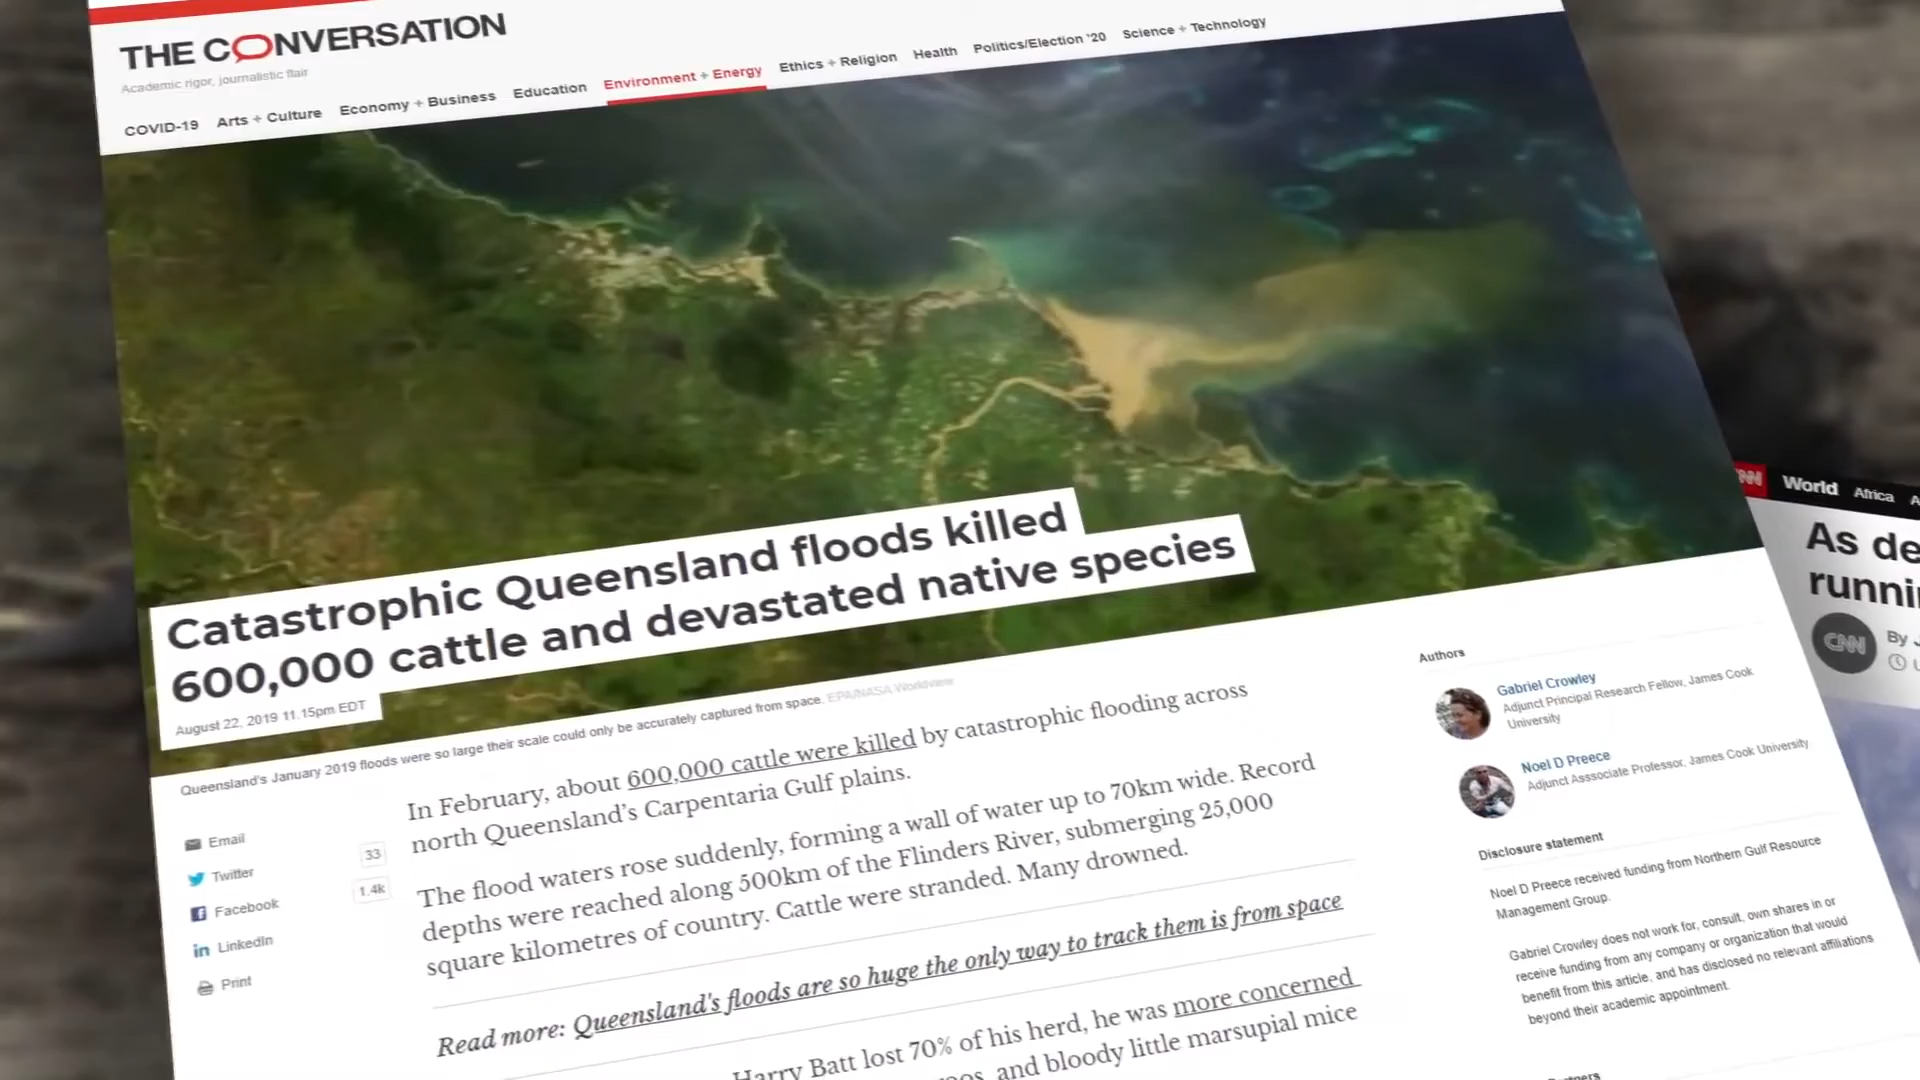 THE CONVERSATION
Academic rigor, journalistic flair
COVID-19 Arts + Culture Economy + Business Education Environment + Energy Ethics + Religion Health Politics/Election '20 Science + Technology
Catastrophic Queensland floods killed
600,000 cattle and devastated native species
August 22, 2019 11.15pm EDT
Queensland's January 2019 floods were so large their scale could only be accurately captured from space. EPA/NASA Worldview
Email
Twitter 33
Facebook 1.4k
LinkedIn
Print
In February, about 600,000 cattle were killed by catastrophic flooding across
north Queensland's Carpentaria Gulf plains.
The flood waters rose suddenly, forming a wall of water up to 70km wide. Record
depths were reached along 500km of the Flinders River, submerging 25,000
square kilometres of country. Cattle were stranded. Many drowned.
Read more: Queensland's floods are so huge the only way to track them is from space
Harry Batt lost 70% of his herd, he was more concerned
and bloody little marsupial mice
Authors
Gabriel Crowley
Adjunct Principal Research Fellow, James Cook
University
Noel D Preece
Adjunct Asssociate Professor, James Cook University
Disclosure statement
Noel D Preece received funding from Northern Gulf Resource
Management Group.
Gabriel Crowley does not work for, consult, own shares in or
receive funding from any company or organization that would
benefit from this article, and has disclosed no relevant affiliations
beyond their academic appointment.
CNN World Africa
As de
runni
CNN By